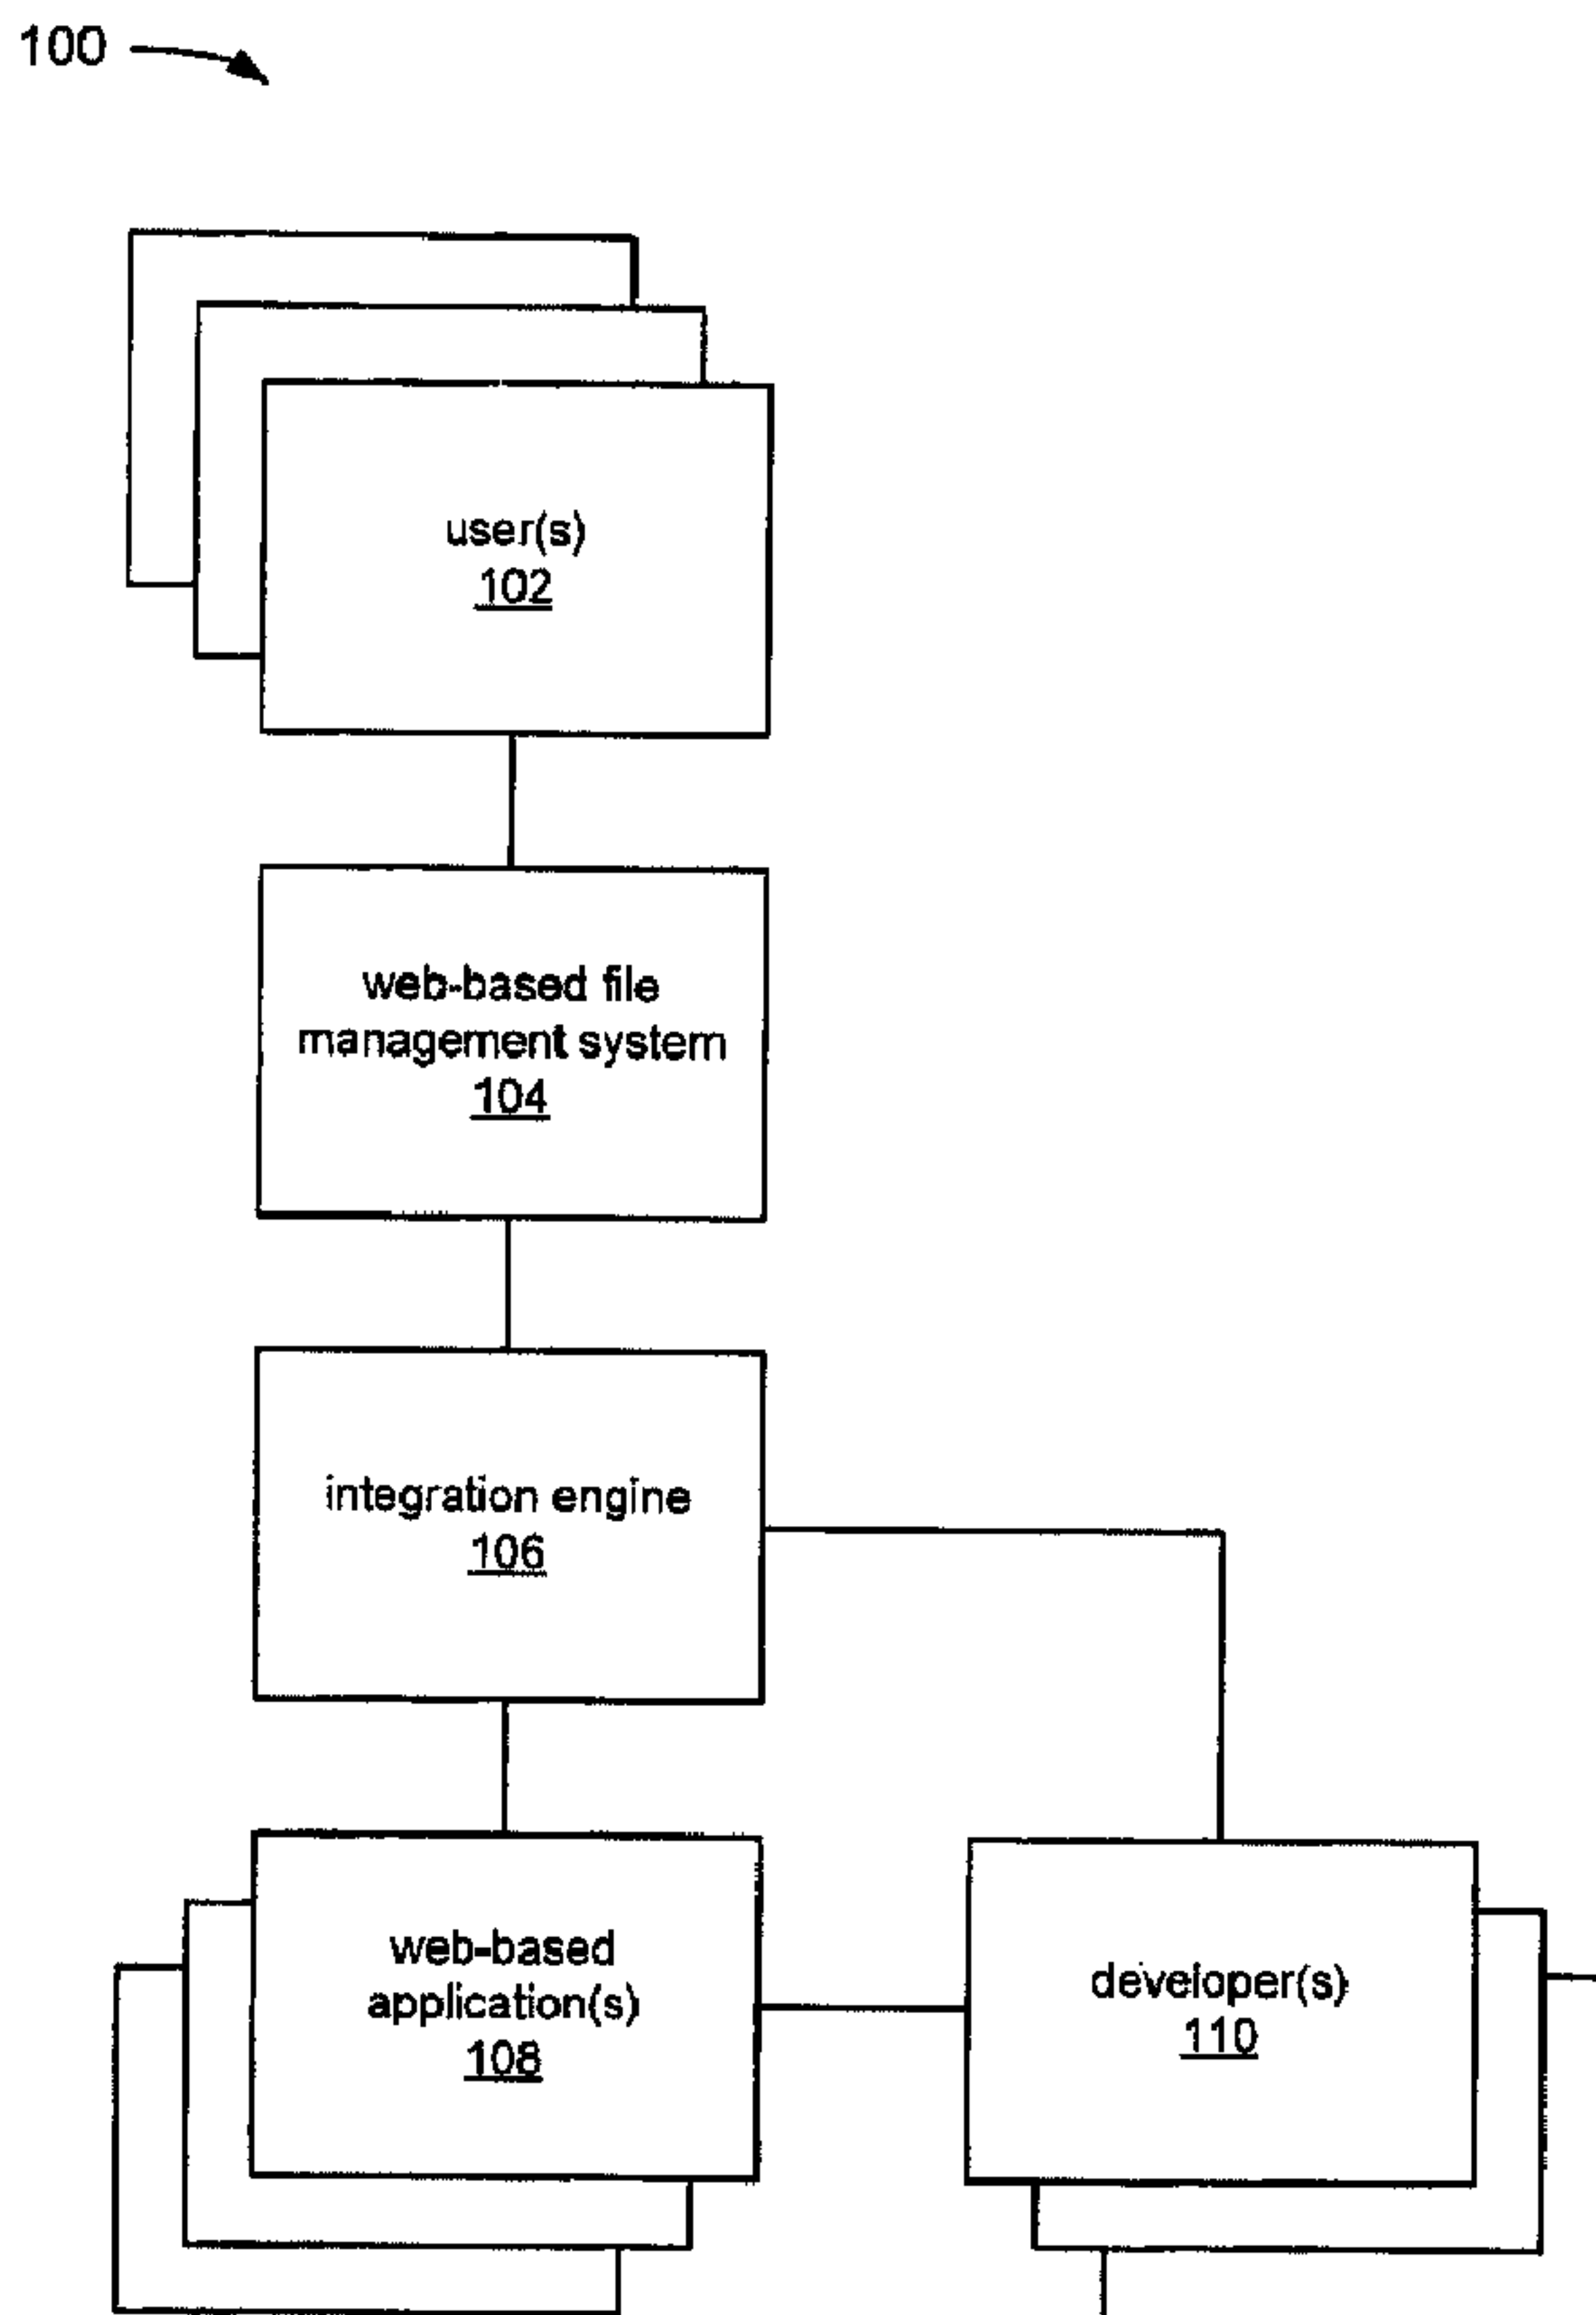 100
user(s)
102
web-based file
management system
104
integration engine
106
web-based
application(s)
108
developer(s)
110